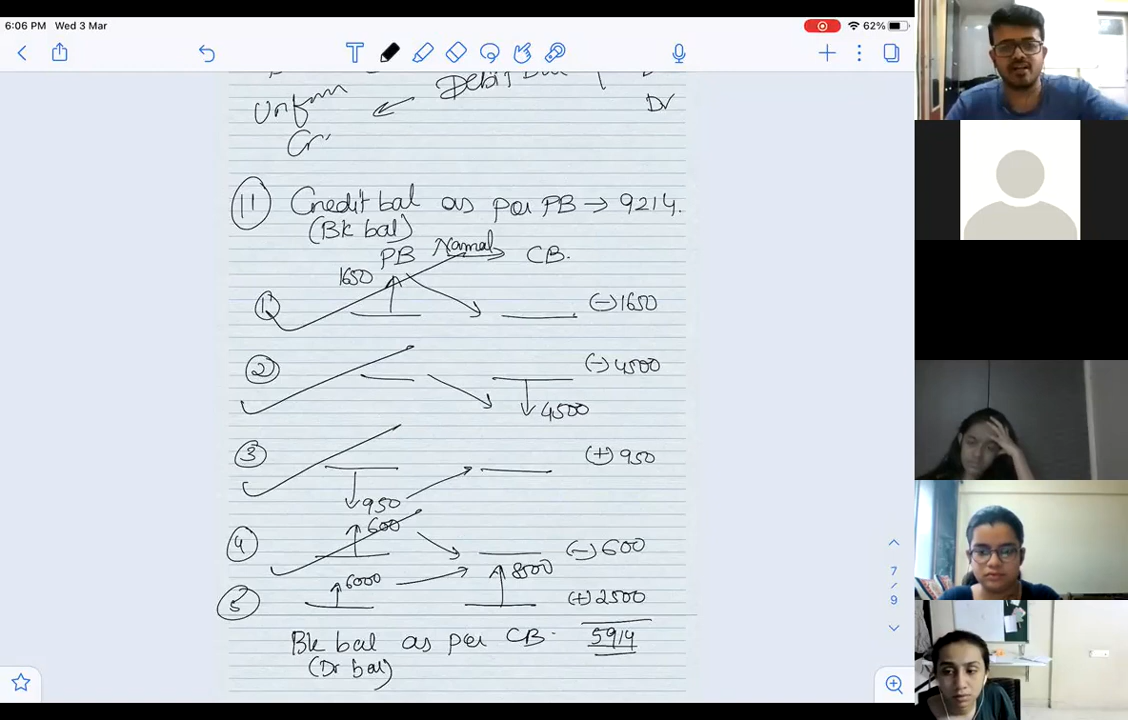 6:06 PM Wed 3 Mar
62%
T
Debit Bal
Uniform
Dr
Cr
11 Credit bal as per PB → 9214.
(Bk bal)
PB Normal CB.
1650
1 (-) 1650
2 (-) 4500
4500
3 (+) 950
950
600
4 (-) 600
6000 8500
5 (+) 2500
Bk bal as per CB. 5914
(Dr bal)
7
/
9